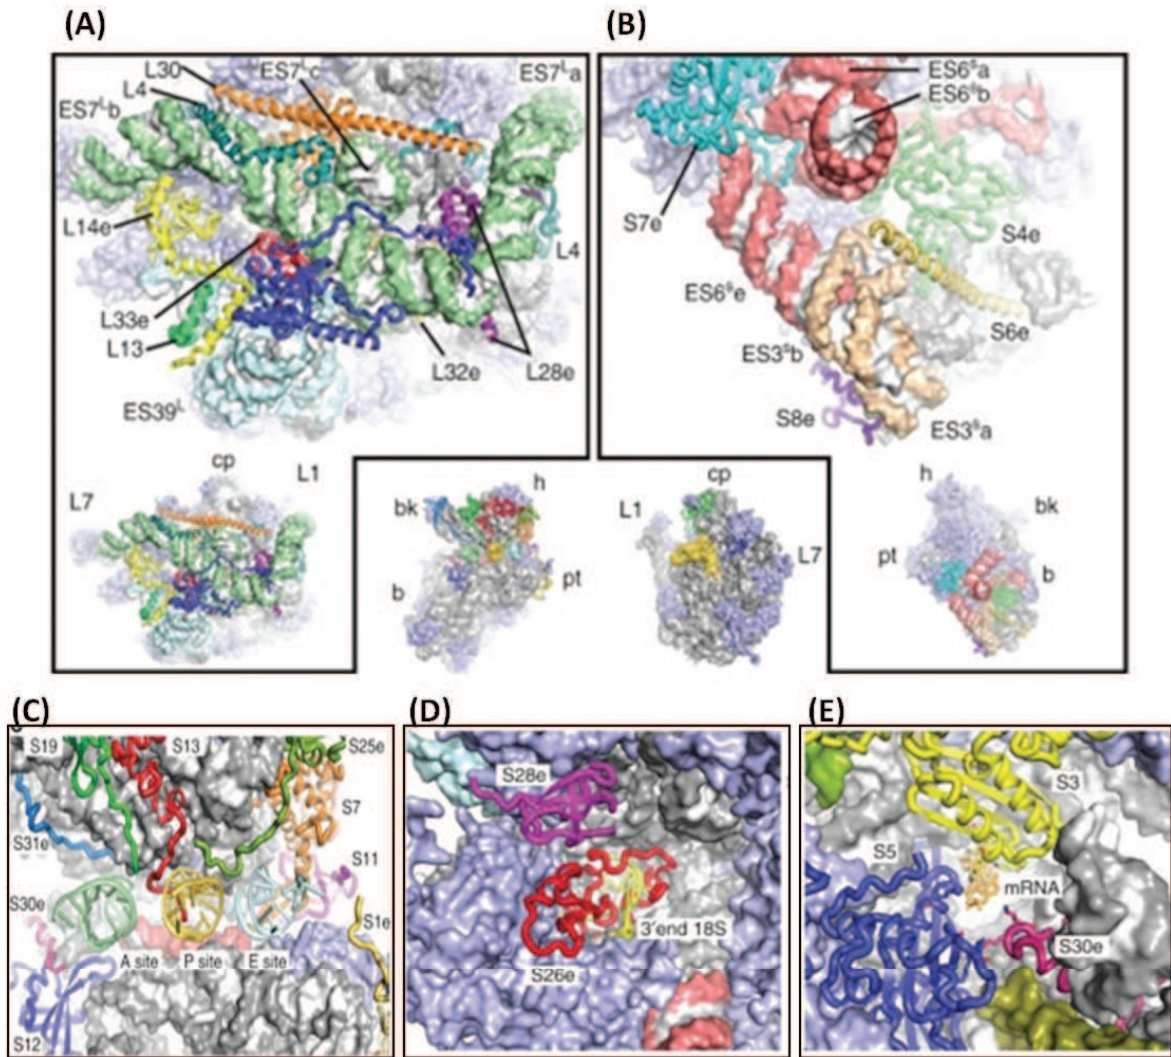 (A)
(B)
L30
ES7ᴸc
ES7ᴸa
L4
ES7ᴸb
L14e
L33e
L13
ES39ᴸ
L32e
L28e
L4
ES6ˢa
ES6ˢb
S7e
S4e
ES6ˢe
S6e
ES3ˢb
S8e
ES3ˢa
cp
L1
L7
h
bk
b
pt
cp
L1
L7
h
bk
pt
b
(C)
(D)
(E)
S19
S13
S25e
S7
S31e
S11
S30e
S1e
A site
P site
E site
S12
S28e
3'end 18S
S26e
S3
S5
mRNA
S30e